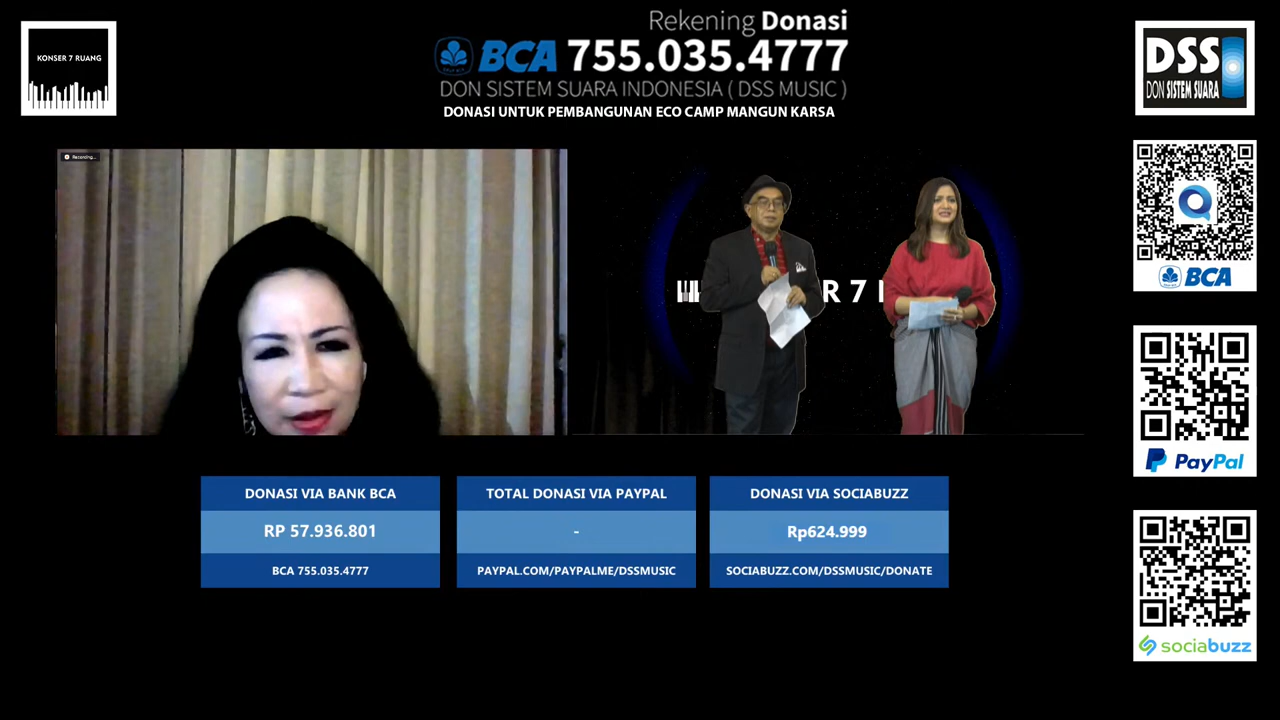 Rekening Donasi
BCA 755.035.4777
DON SISTEM SUARA INDONESIA ( DSS MUSIC )
DONASI UNTUK PEMBANGUNAN ECO CAMP MANGUN KARSA
KONSER 7 RUANG
DSS
DON SISTEM SUARA
Recording...
R 7
BCA
PayPal
sociabuzz
DONASI VIA BANK BCA
RP 57.936.801
BCA 755.035.4777
TOTAL DONASI VIA PAYPAL
-
PAYPAL.COM/PAYPALME/DSSMUSIC
DONASI VIA SOCIABUZZ
Rp624.999
SOCIABUZZ.COM/DSSMUSIC/DONATE